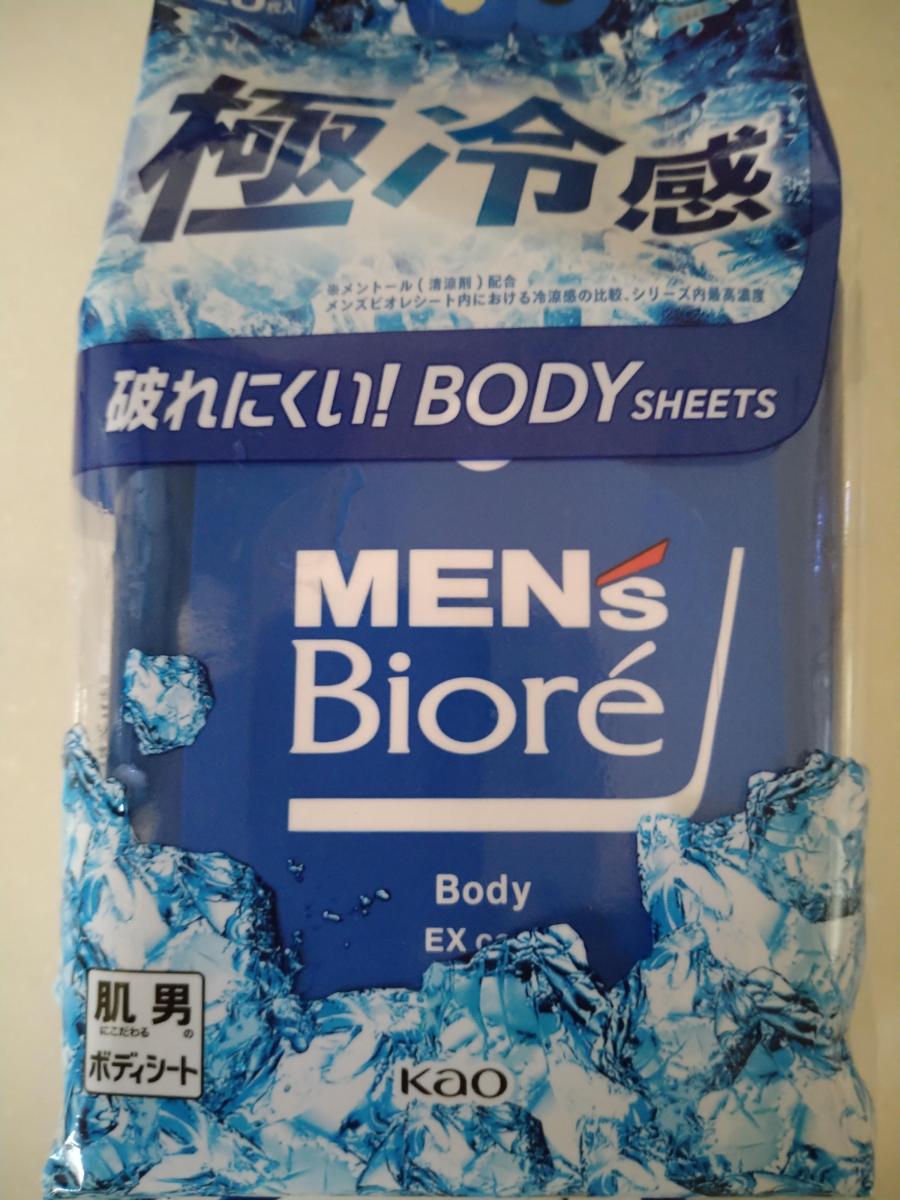 枚入
極冷感
※メントール(清涼剤)配合
メンズビオレシート内における冷涼感の比較、シリーズ内最高濃度
破れにくい! BODY SHEETS
MEN's
Bioré
Body
EX
肌 男
にこだわる の
ボディシート
Kao